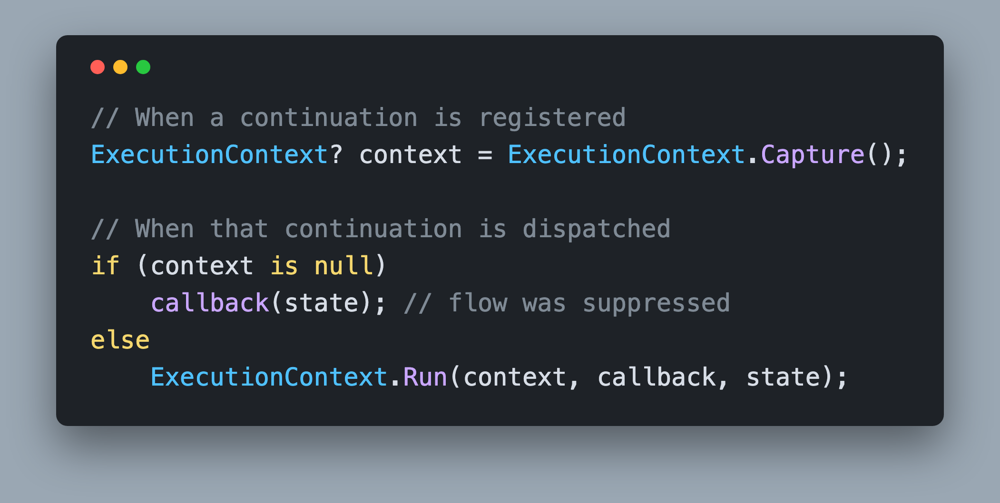 // When a continuation is registered
ExecutionContext? context = ExecutionContext.Capture();

// When that continuation is dispatched
if (context is null)
    callback(state); // flow was suppressed
else
    ExecutionContext.Run(context, callback, state);